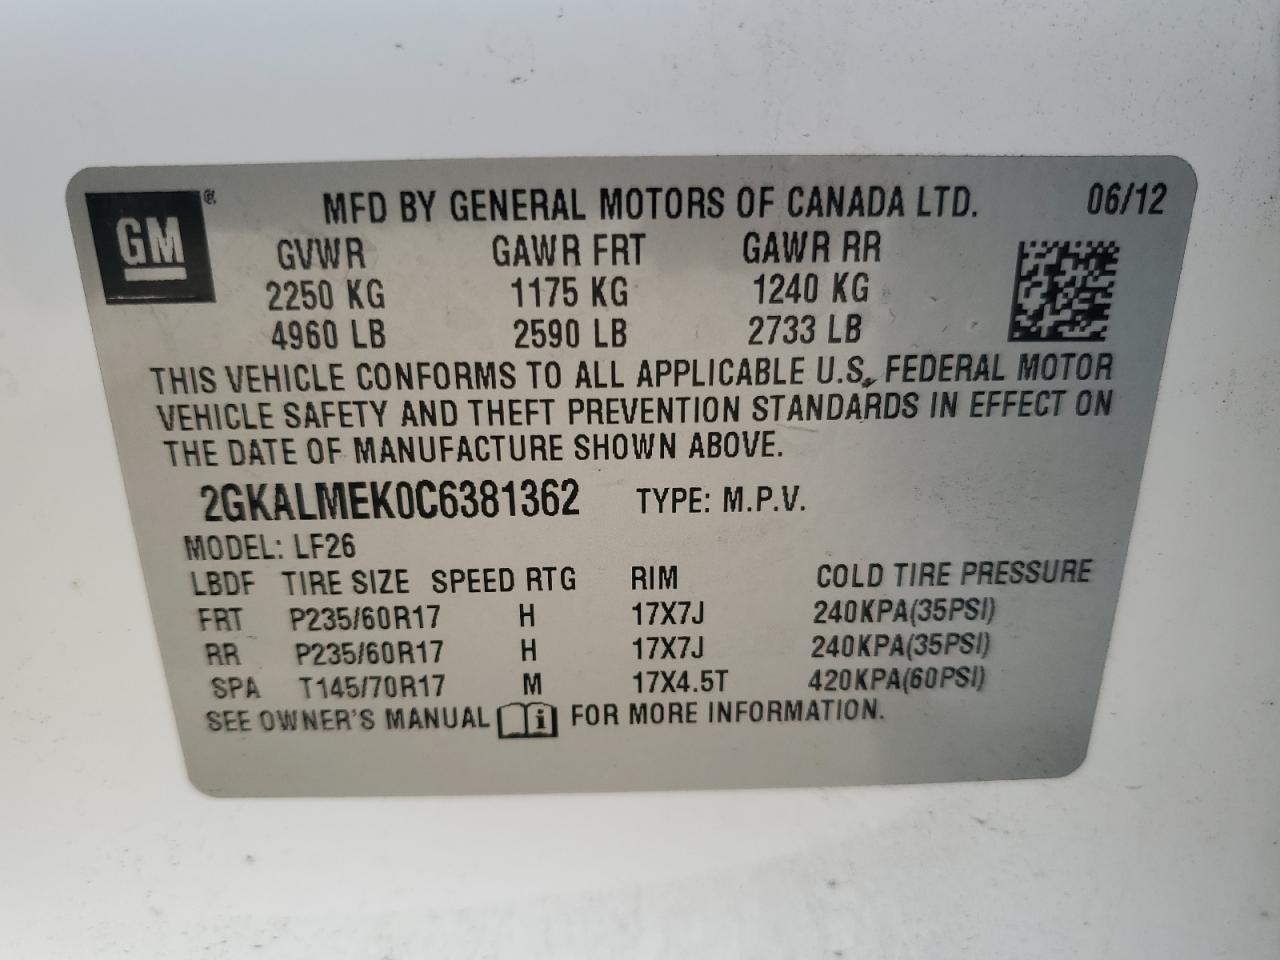 GM ® MFD BY GENERAL MOTORS OF CANADA LTD. 06/12
GVWR GAWR FRT GAWR RR
2250 KG 1175 KG 1240 KG
4960 LB 2590 LB 2733 LB
THIS VEHICLE CONFORMS TO ALL APPLICABLE U.S. FEDERAL MOTOR
VEHICLE SAFETY AND THEFT PREVENTION STANDARDS IN EFFECT ON
THE DATE OF MANUFACTURE SHOWN ABOVE.
2GKALMEK0C6381362 TYPE: M.P.V.
MODEL: LF26
LBDF TIRE SIZE SPEED RTG RIM COLD TIRE PRESSURE
FRT P235/60R17 H 17X7J 240KPA(35PSI)
RR P235/60R17 H 17X7J 240KPA(35PSI)
SPA T145/70R17 M 17X4.5T 420KPA(60PSI)
SEE OWNER'S MANUAL i FOR MORE INFORMATION.